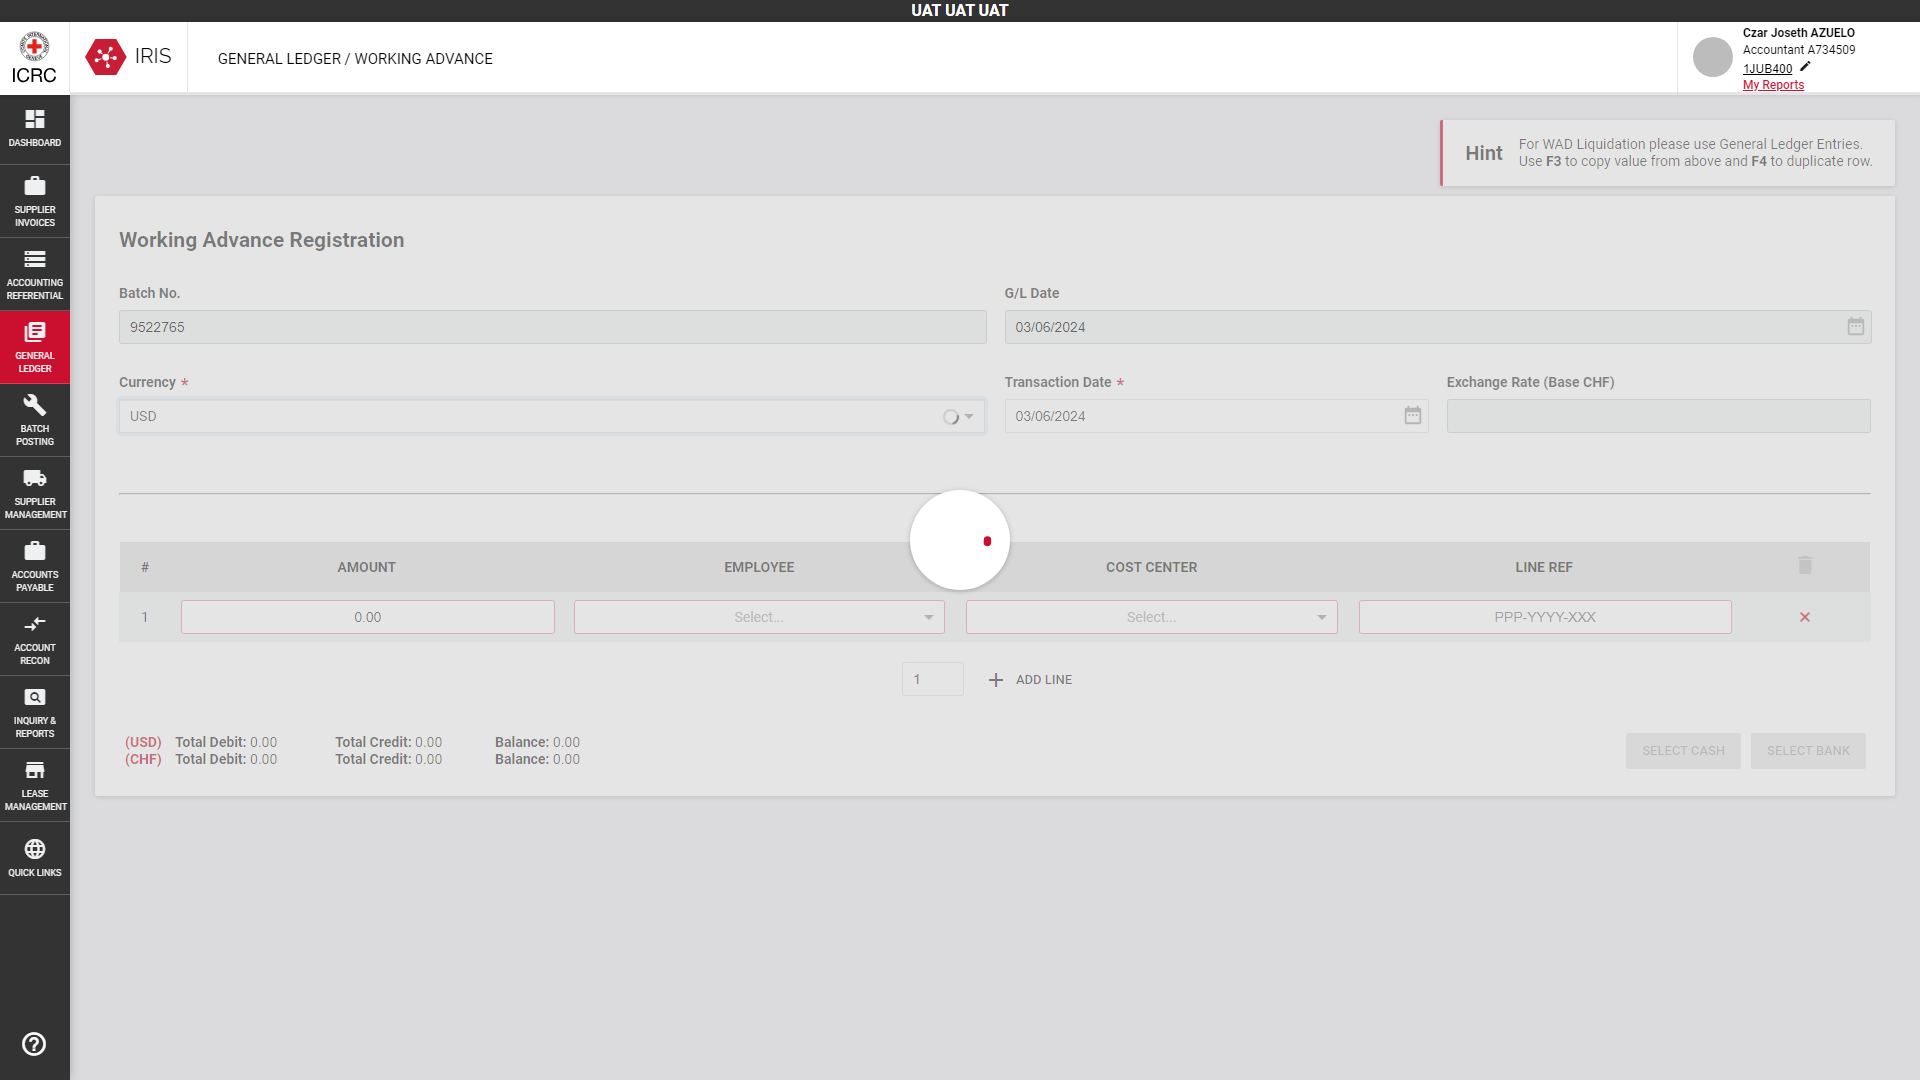 UAT UAT UAT
ICRC
IRIS
GENERAL LEDGER / WORKING ADVANCE
Czar Joseth AZUELO
Accountant A734509
1JUB400
My Reports
DASHBOARD
SUPPLIER
INVOICES
ACCOUNTING
REFERENTIAL
GENERAL
LEDGER
BATCH
POSTING
SUPPLIER
MANAGEMENT
ACCOUNTS
PAYABLE
ACCOUNT
RECON
INQUIRY &
REPORTS
LEASE
MANAGEMENT
QUICK LINKS
Hint
For WAD Liquidation please use General Ledger Entries.
Use F3 to copy value from above and F4 to duplicate row.
Working Advance Registration
Batch No.
9522765
G/L Date
03/06/2024
Currency *
USD
Transaction Date *
03/06/2024
Exchange Rate (Base CHF)
# AMOUNT EMPLOYEE COST CENTER LINE REF
1 0.00 Select... Select... PPP-YYYY-XXX
1 ADD LINE
(USD) Total Debit: 0.00 Total Credit: 0.00 Balance: 0.00
(CHF) Total Debit: 0.00 Total Credit: 0.00 Balance: 0.00
SELECT CASH SELECT BANK